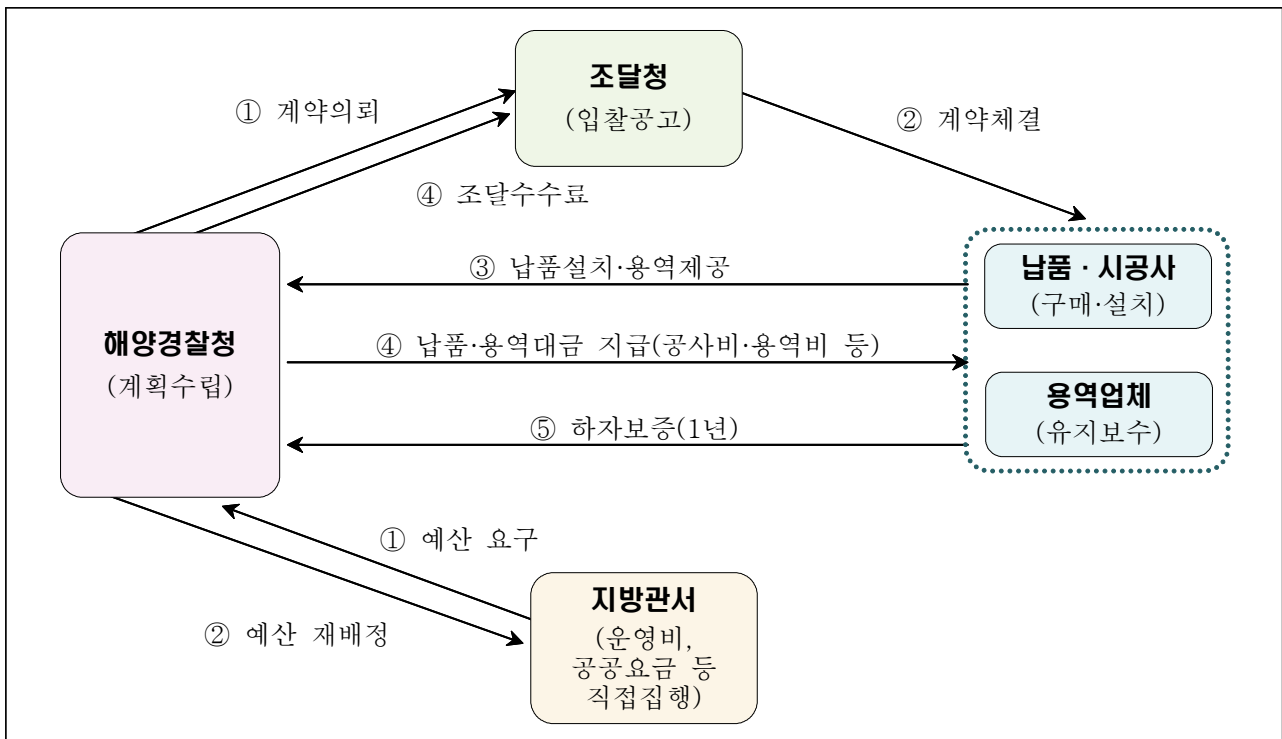 조달청
(입찰공고)
① 계약의뢰
② 계약체결
④ 조달수수료
해양경찰청
(계획수립)
③ 납품설치·용역제공
납품 · 시공사
(구매·설치)
④ 납품·용역대금 지급(공사비·용역비 등)
용역업체
(유지보수)
⑤ 하자보증(1년)
① 예산 요구
② 예산 재배정
지방관서
(운영비,
공공요금 등
직접집행)